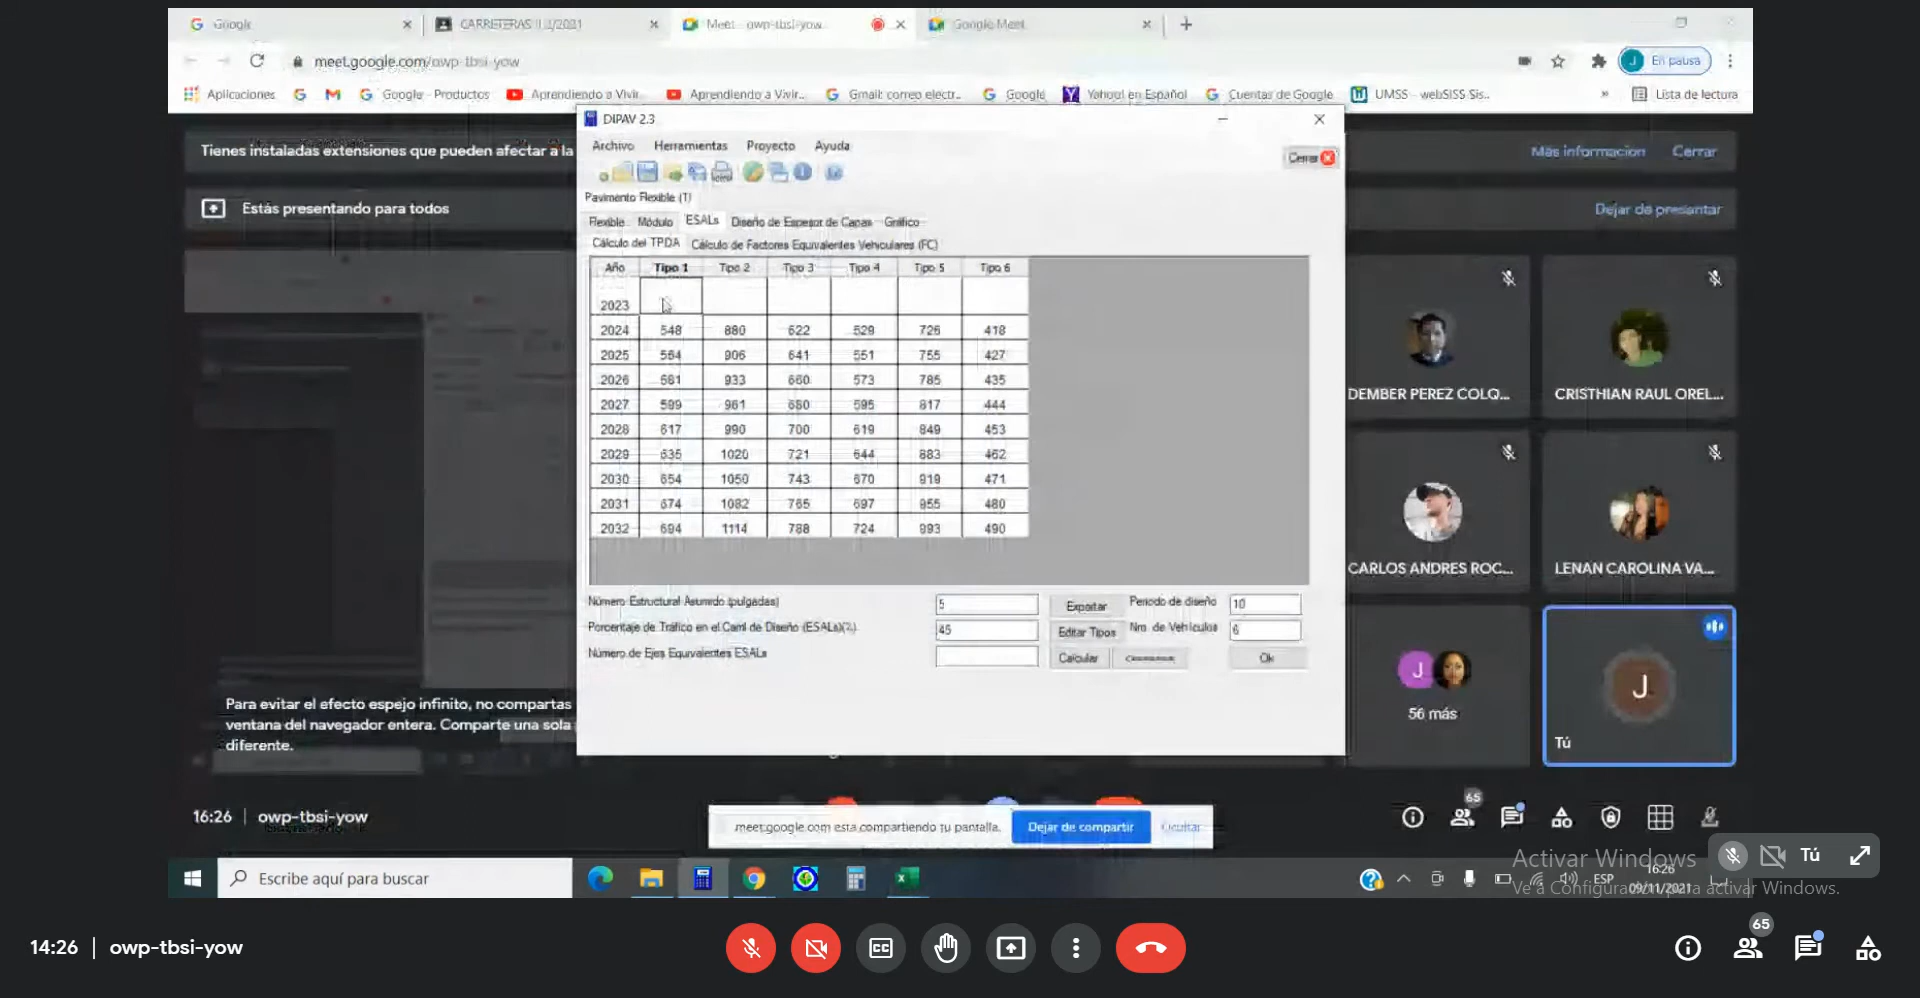 Google
CARRETERAS II 2/2021
Meet - owp-tbsi-yow
Google Meet
meet.google.com/owp-tbsi-yow
J
En pausa
Aplicaciones
Google - Productos
Aprendiendo a Vivir...
Aprendiendo a Vivir...
Gmail: correo electr...
Google
Yahoo! en Español
Cuentas de Google
UMSS - webSISS Sis...
»
Lista de lectura
Tienes instaladas extensiones que pueden afectar a la
Más información
Cerrar
Estás presentando para todos
Dejar de presentar
DIPAV 2.3
Archivo Herramientas Proyecto Ayuda
Cerrar
Pavimento Flexible (1)
Flexible Módulo ESALs Diseño de Espesor de Capas Gráfico
Cálculo del TPDA Cálculo de Factores Equivalentes Vehiculares (FC)
Año Tipo 1 Tipo 2 Tipo 3 Tipo 4 Tipo 5 Tipo 6
2023
2024 548 880 622 529 726 418
2025 564 906 641 551 755 427
2026 581 933 660 573 785 435
2027 599 961 680 595 817 444
2028 617 990 700 619 849 453
2029 635 1020 721 644 883 462
2030 654 1050 743 670 919 471
2031 674 1082 765 697 955 480
2032 694 1114 788 724 993 490
Número Estructural Asumido (pulgadas) 5 Exportar Periodo de diseño 10
Porcentaje de Tráfico en el Carril de Diseño (ESALs)(%) 45 Editar Tipos Nro. de Vehículos 6
Número de Ejes Equivalentes ESALs Calcular Ok
Para evitar el efecto espejo infinito, no compartas
ventana del navegador entera. Comparte una sola
diferente.
DEMBER PEREZ COLQ...
CRISTHIAN RAUL OREL...
CARLOS ANDRES ROC...
LENAN CAROLINA VA...
J
56 más
J
Tú
16:26 | owp-tbsi-yow
meet.google.com está compartiendo tu pantalla.
Dejar de compartir
Ocultar
65
Escribe aquí para buscar
ESP
16:26
09/11/2021
Activar Windows
Ve a Configuración para activar Windows.
Tú
14:26 | owp-tbsi-yow
65